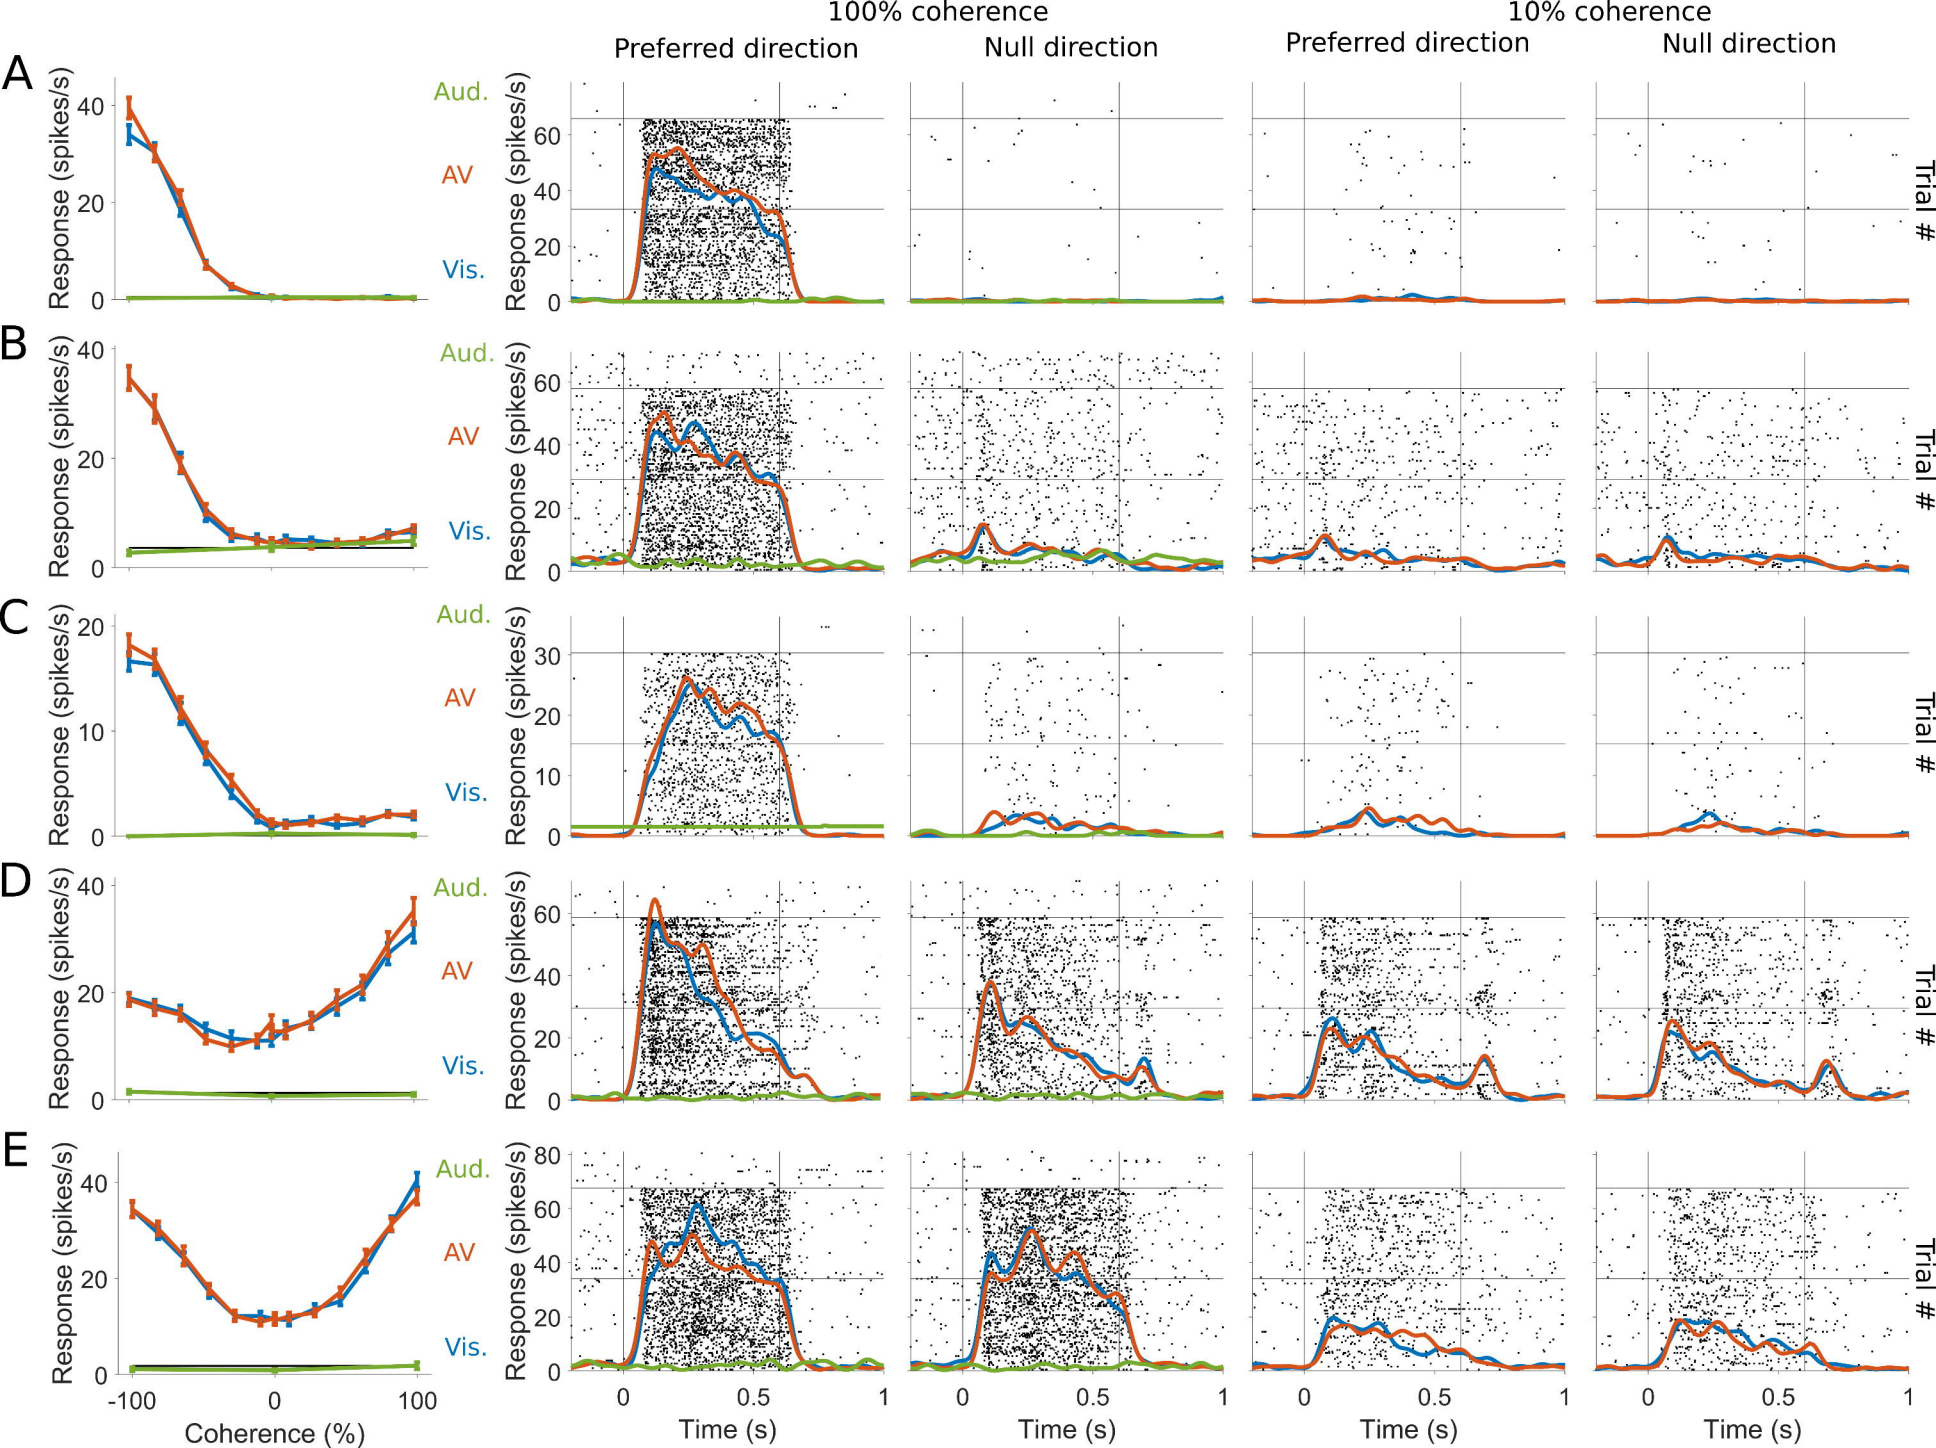 100% coherence 10% coherence
Preferred direction Null direction Preferred direction Null direction
A
Response (spikes/s)
40
20
0
Aud.
AV
Vis.
Response (spikes/s)
60
40
20
0
Trial #
B
Response (spikes/s)
40
20
0
Aud.
AV
Vis.
Response (spikes/s)
60
40
20
0
Trial #
C
Response (spikes/s)
20
10
0
Aud.
AV
Vis.
Response (spikes/s)
30
20
10
0
Trial #
D
Response (spikes/s)
40
20
0
Aud.
AV
Vis.
Response (spikes/s)
60
40
20
0
Trial #
E
Response (spikes/s)
40
20
0
Aud.
AV
Vis.
Response (spikes/s)
80
60
40
20
0
Trial #
-100 0 100
Coherence (%)
0 0.5 1
Time (s)
0 0.5 1
Time (s)
0 0.5 1
Time (s)
0 0.5 1
Time (s)